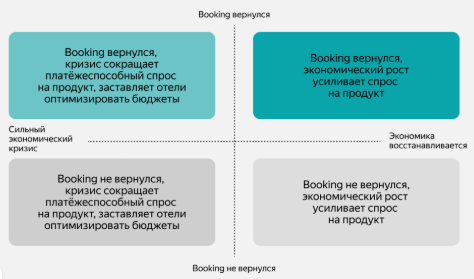 Booking вернулся
Booking вернулся,
кризис сокращает
платёжеспособный спрос
на продукт, заставляет отели
оптимизировать бюджеты
Booking вернулся,
экономический рост
усиливает спрос
на продукт
Сильный
экономический
кризис
Экономика
восстанавливается
Booking не вернулся,
кризис сокращает
платёжеспособный спрос
на продукт, заставляет отели
оптимизировать бюджеты
Booking не вернулся,
экономический рост
усиливает спрос
на продукт
Booking не вернулся